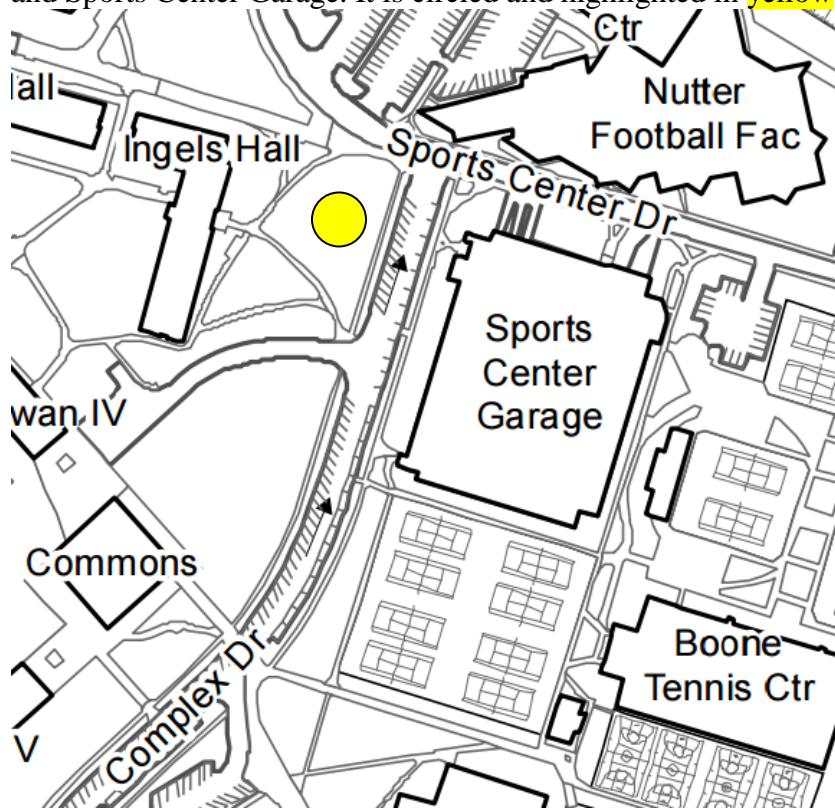 and Sports Center Garage. It is circled and highlighted in yellow
Ctr
Nutter
Football Fac
Hall
Ingels Hall
Sports Center Dr
Sports
Center
Garage
wan IV
Commons
Boone
Tennis Ctr
Complex Dr
V